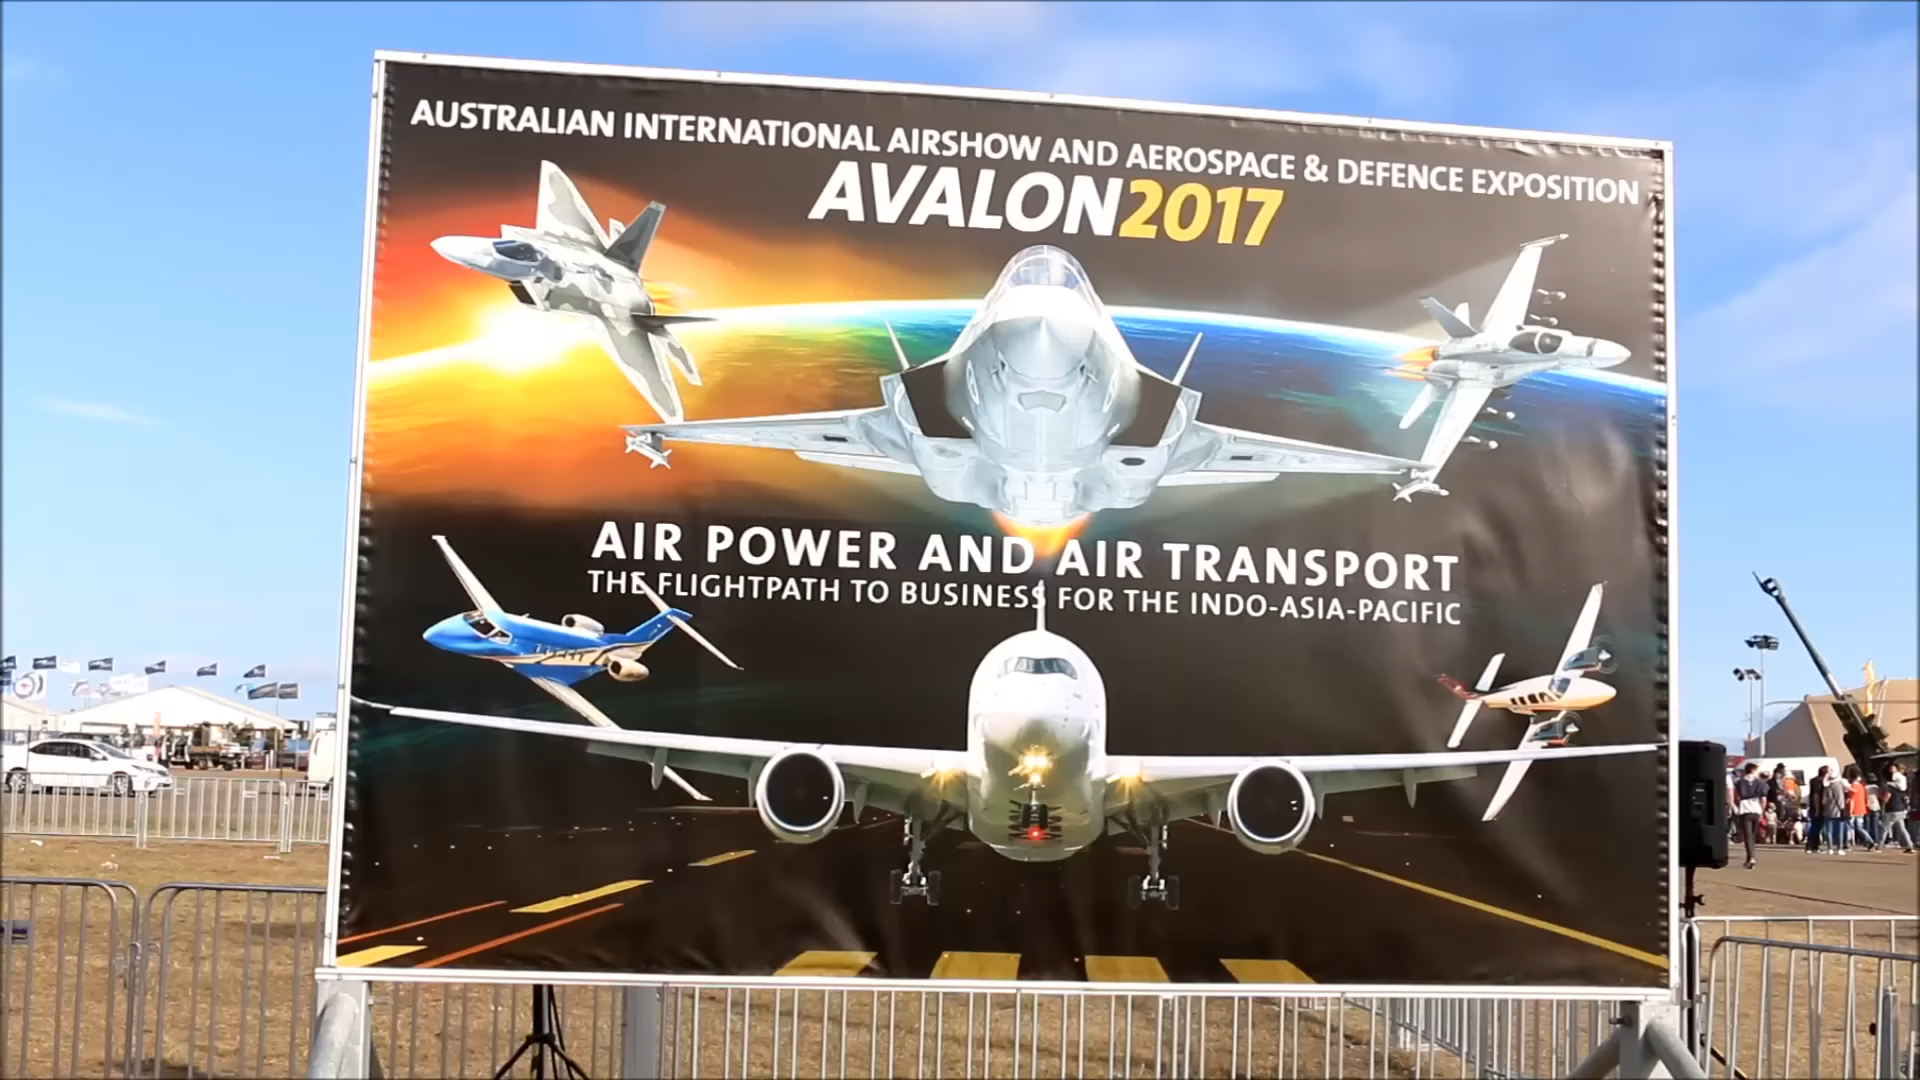 AUSTRALIAN INTERNATIONAL AIRSHOW AND AEROSPACE & DEFENCE EXPOSITION
AVALON2017
AIR POWER AND AIR TRANSPORT
THE FLIGHTPATH TO BUSINESS FOR THE INDO-ASIA-PACIFIC